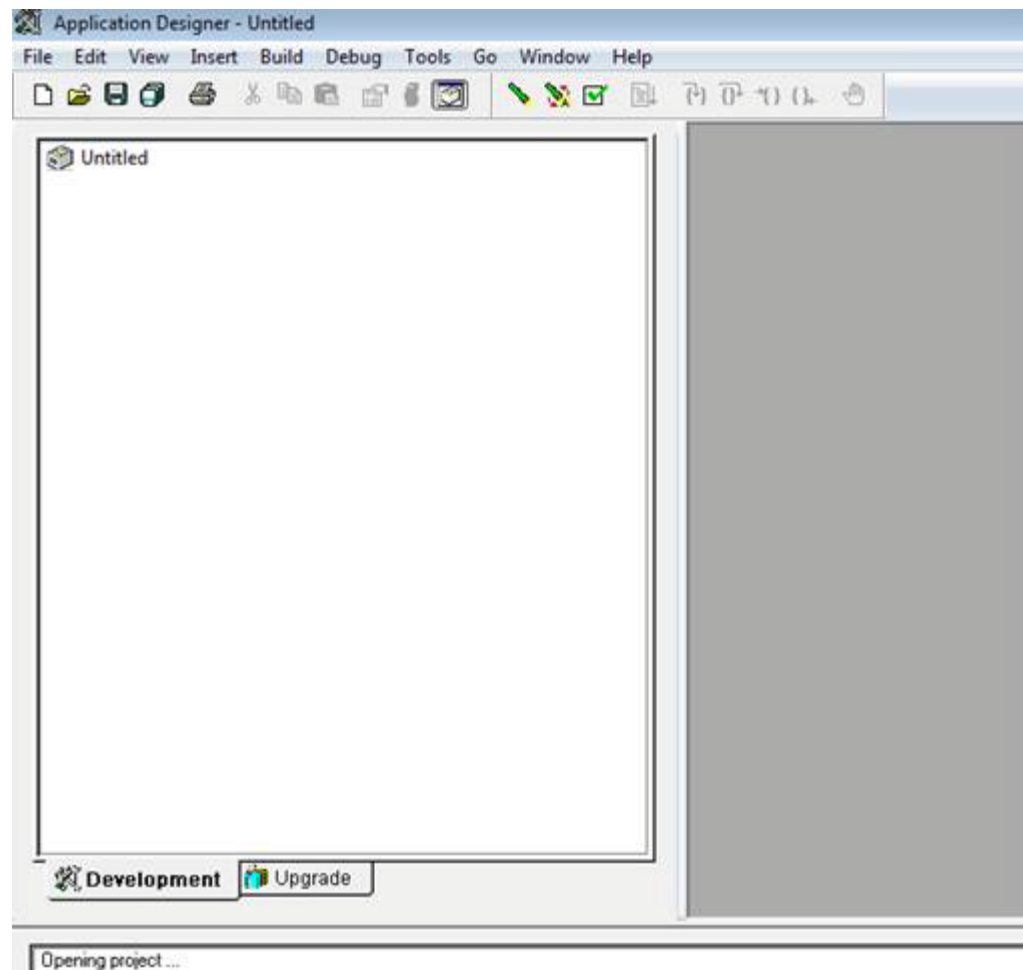 Application Designer - Untitled
File Edit View Insert Build Debug Tools Go Window Help
Untitled
Development Upgrade
Opening project ...